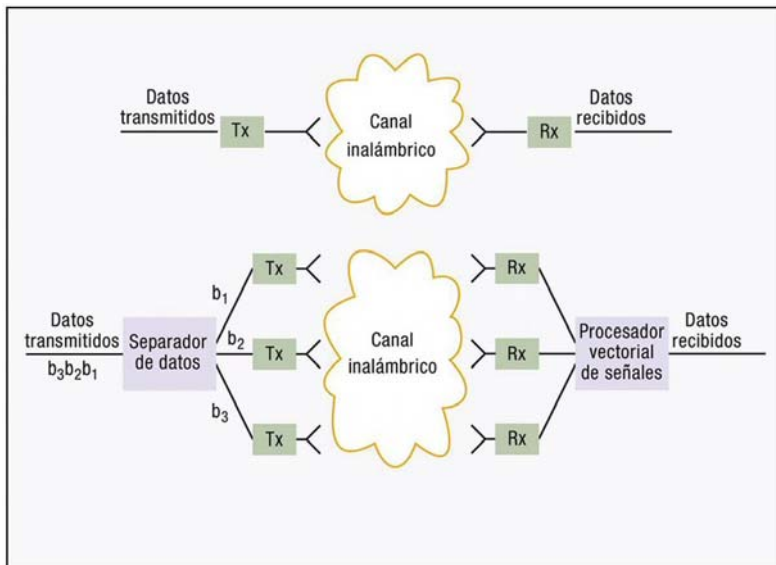 Datos
transmitidos
Tx
Canal
inalámbrico
Rx
Datos
recibidos
Datos
transmitidos
b₃b₂b₁
Separador
de datos
b₁
b₂
b₃
Tx
Tx
Tx
Canal
inalámbrico
Rx
Rx
Rx
Procesador
vectorial
de señales
Datos
recibidos